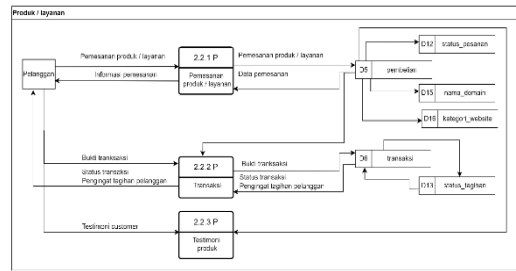 Produk / layanan
Pemesanan produk / layanan
2.2.1 P
Pemesanan produk / layanan
D12 status_pesanan
Pelanggan
Informasi pemesanan
Pemesanan
produk / layanan
Data pemesanan
D5 pembelian
D15 nama_domain
D16 kategori_website
Bukti tranksaksi
2.2.2 P
Bukti tranksaksi
D6 transaksi
Status transaksi
Pengingat tagihan pelanggan
Transaksi
Status transaksi
Pengingat tagihan pelanggan
D13 status_tagihan
Testimoni customer
2.2.3 P
Testimoni
produk